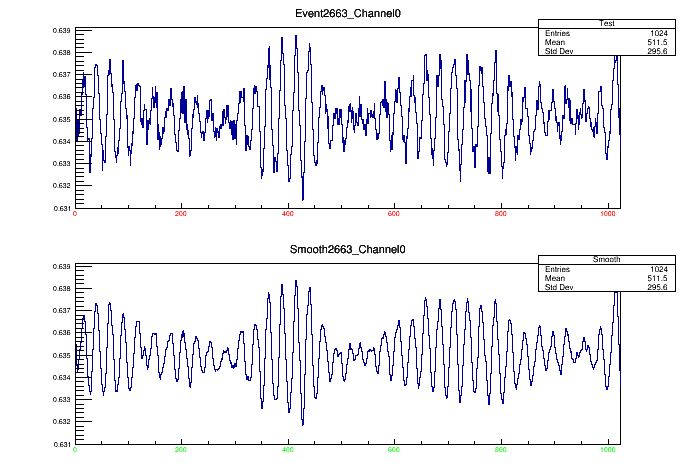 Event2663_Channel0
Test
Entries 1024
Mean 511.5
Std Dev 295.6
0.639
0.638
0.637
0.636
0.635
0.634
0.633
0.632
0.631
0 200 400 600 800 1000
Smooth2663_Channel0
Smooth
Entries 1024
Mean 511.5
Std Dev 295.6
0.639
0.638
0.637
0.636
0.635
0.634
0.633
0.632
0.631
0 200 400 600 800 1000